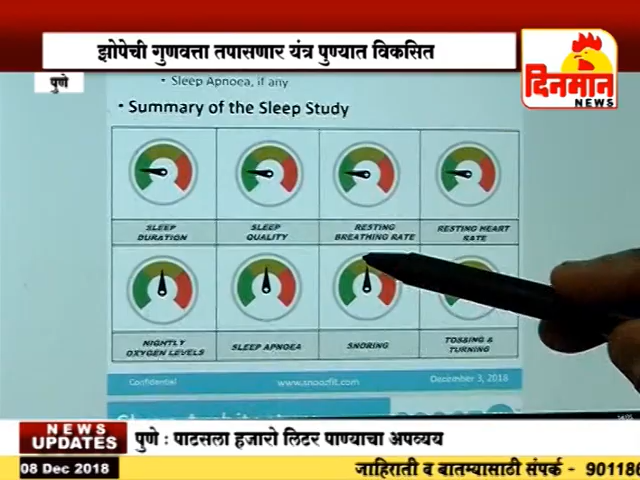 झोपेची गुणवत्ता तपासणार यंत्र पुण्यात विकसित
पुणे
दिनमान
NEWS
• Sleep Apnoea, if any
• Summary of the Sleep Study
SLEEP DURATION
SLEEP QUALITY
RESTING BREATHING RATE
RESTING HEART RATE
NIGHTLY OXYGEN LEVELS
SLEEP APNOEA
SNORING
TOSSING & TURNING
Confidential
www.snoozfit.com
December 3, 2018
NEWS
UPDATES
पुणे : पाटसला हजारो लिटर पाण्याचा अपव्यय
08 Dec 2018
जाहिराती व बातम्यासाठी संपर्क - 901186